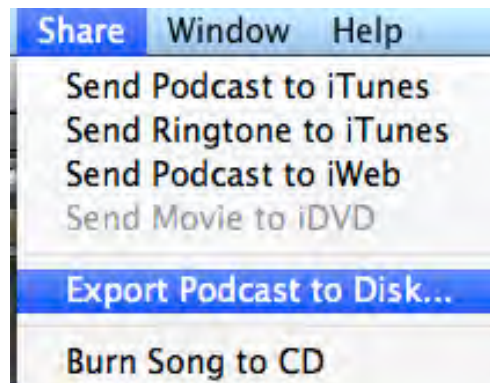 Share Window Help
Send Podcast to iTunes
Send Ringtone to iTunes
Send Podcast to iWeb
Send Movie to iDVD
Export Podcast to Disk...
Burn Song to CD